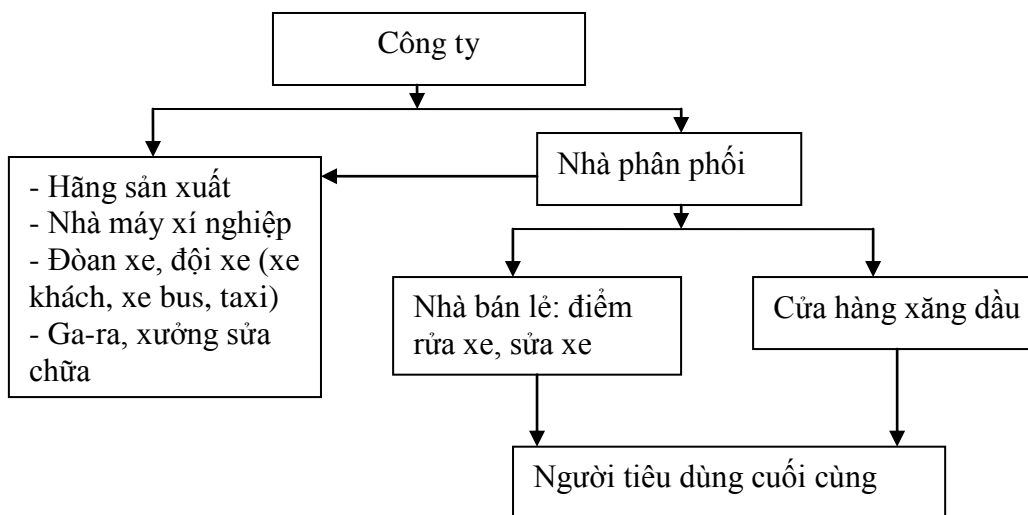 Công ty
Nhà phân phối
- Hãng sản xuất
- Nhà máy xí nghiệp
- Đòan xe, đội xe (xe
khách, xe bus, taxi)
- Ga-ra, xưởng sửa
chữa
Nhà bán lẻ: điểm
rửa xe, sửa xe
Cửa hàng xăng dầu
Người tiêu dùng cuối cùng